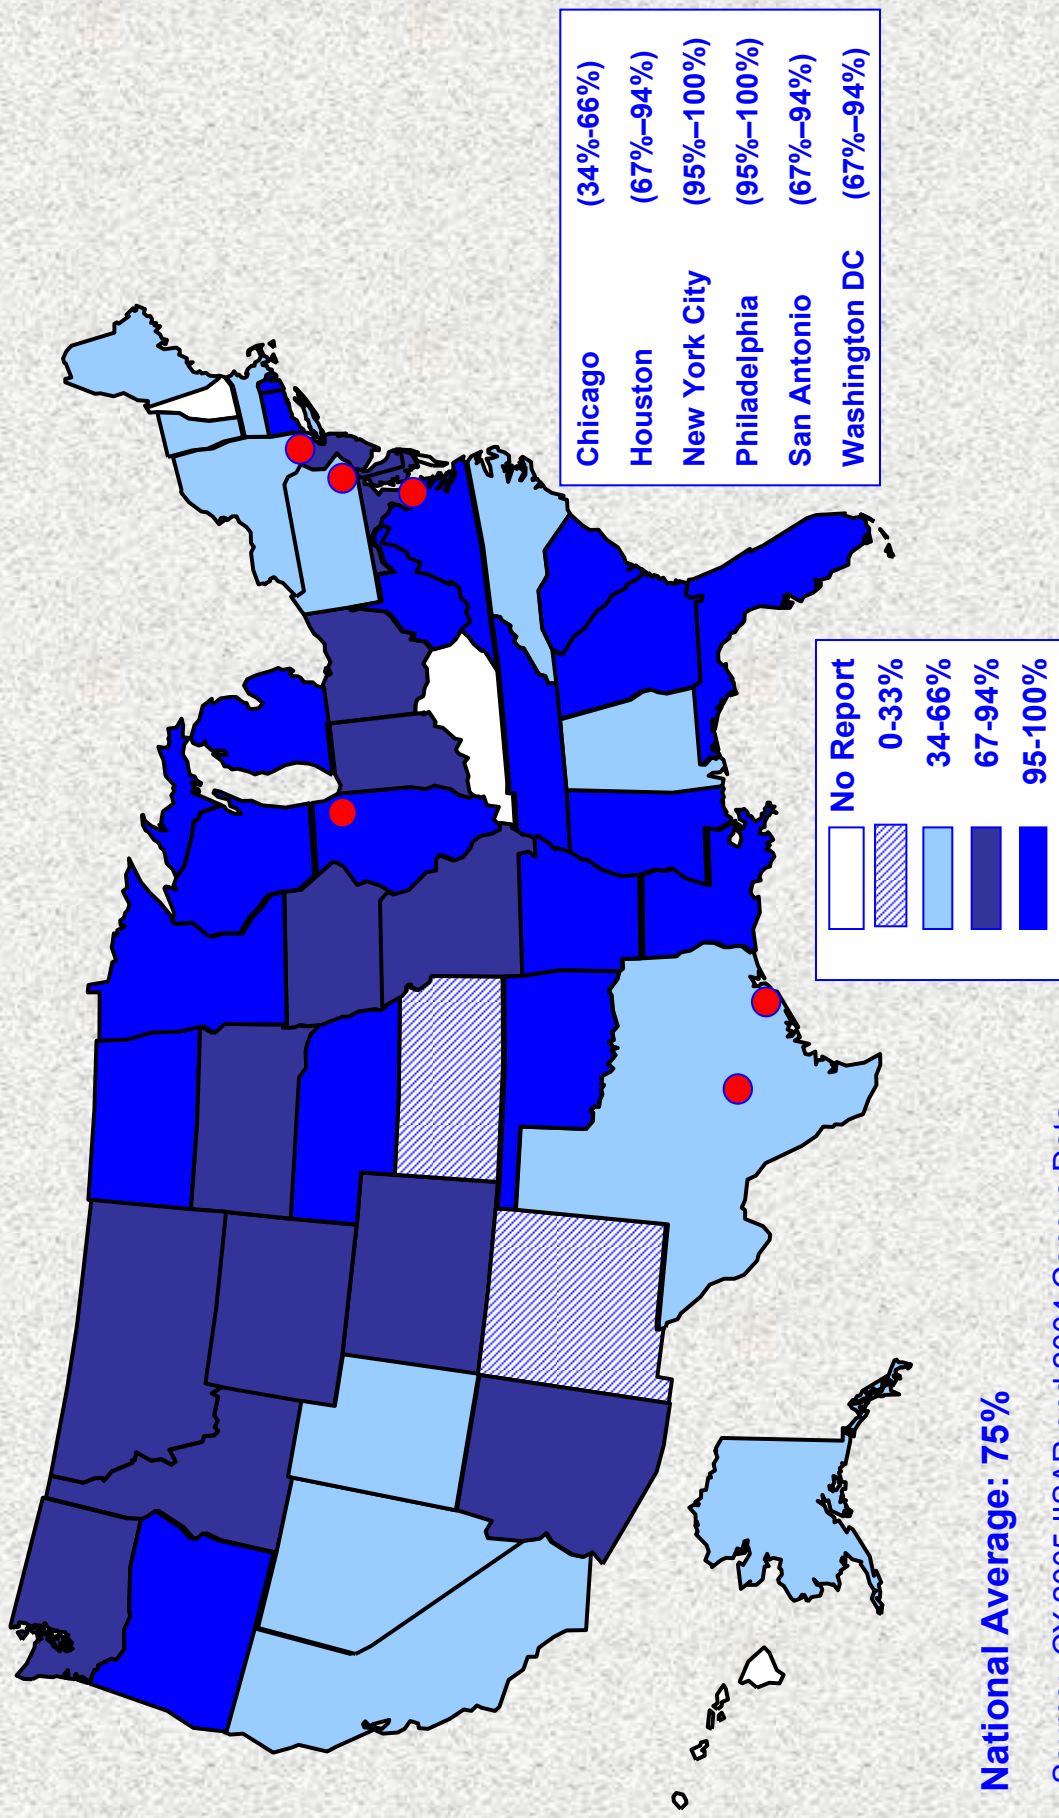 Chicago (34%-66%)
Houston (67%–94%)
New York City (95%–100%)
Philadelphia (95%–100%)
San Antonio (67%–94%)
Washington DC (67%–94%)
No Report
0-33%
34-66%
67-94%
95-100%
National Average: 75%